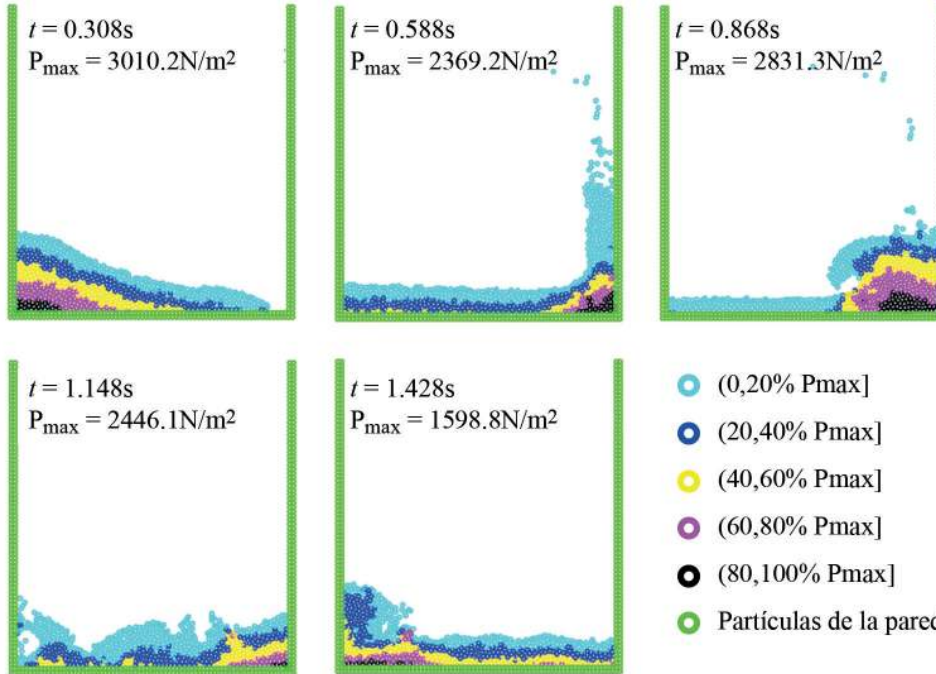 t = 0.308s
Pmax = 3010.2N/m²
t = 0.588s
Pmax = 2369.2N/m²
t = 0.868s
Pmax = 2831.3N/m²
t = 1.148s
Pmax = 2446.1N/m²
t = 1.428s
Pmax = 1598.8N/m²
(0,20% Pmax]
(20,40% Pmax]
(40,60% Pmax]
(60,80% Pmax]
(80,100% Pmax]
Partículas de la pared